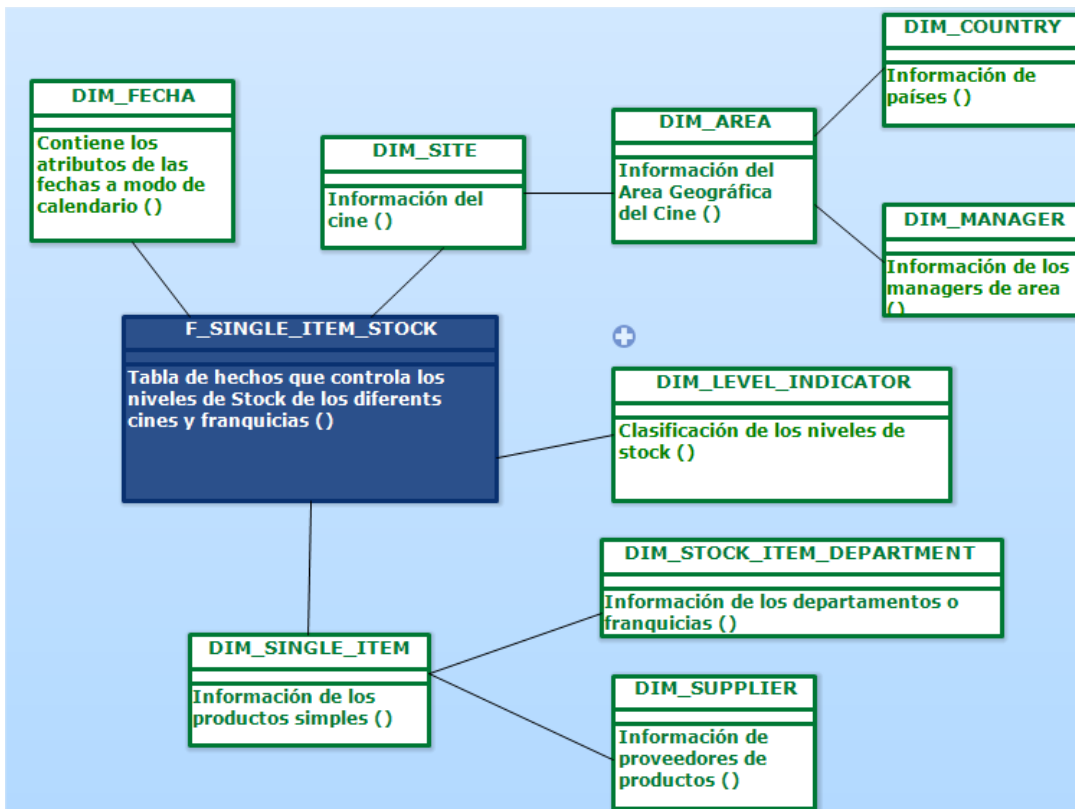 DIM_COUNTRY
Información de
países ()
DIM_FECHA
Contiene los
atributos de las
fechas a modo de
calendario ()
DIM_SITE
Información del
cine ()
DIM_AREA
Información del
Area Geográfica
del Cine ()
DIM_MANAGER
Información de los
managers de area
()
F_SINGLE_ITEM_STOCK
Tabla de hechos que controla los
niveles de Stock de los diferents
cines y franquicias ()
DIM_LEVEL_INDICATOR
Clasificación de los niveles de
stock ()
DIM_STOCK_ITEM_DEPARTMENT
Información de los departamentos o
franquicias ()
DIM_SINGLE_ITEM
Información de los
productos simples ()
DIM_SUPPLIER
Información de
proveedores de
productos ()